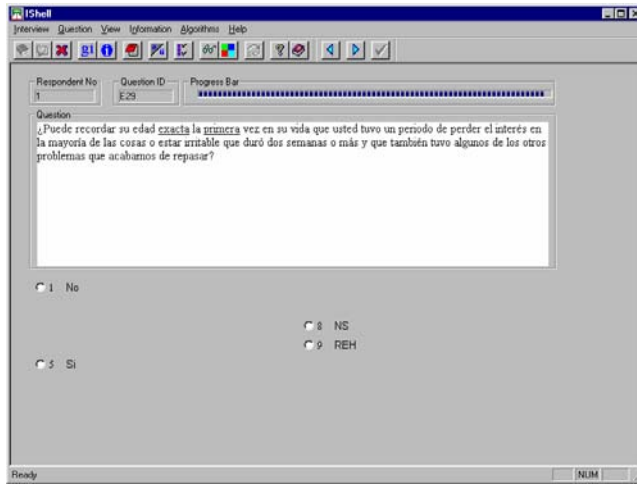 IShell
Interview Question View Information Algorithms Help
Respondent No
Question ID
Progress Bar
1
E29
Question
¿Puede recordar su edad exacta la primera vez en su vida que usted tuvo un periodo de perder el interés en
la mayoría de las cosas o estar irritable que duró dos semanas o más y que también tuvo algunos de los otros
problemas que acabamos de repasar?
1 No
8 NS
9 REH
5 Si
Ready
NUM